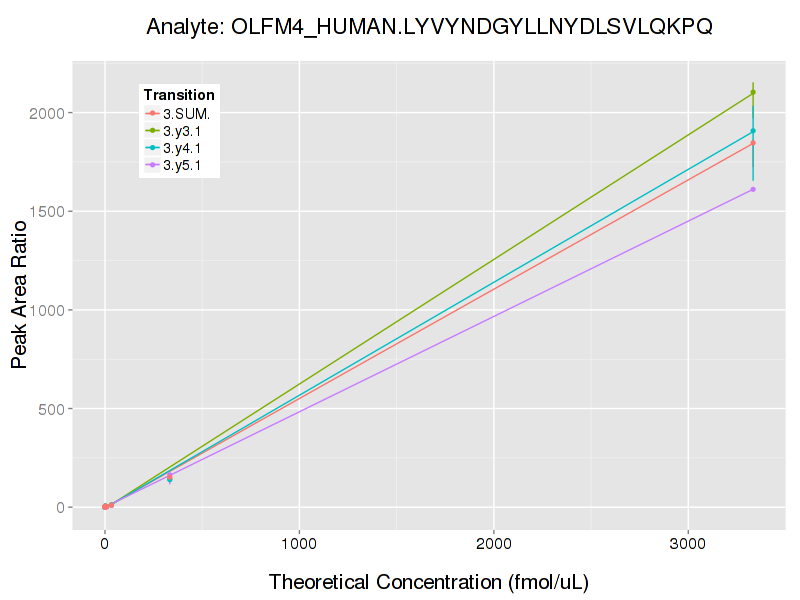 Analyte: OLFM4_HUMAN.LYVYNDGYLLNYDLSVLQKPQ
Transition
3.SUM.
3.y3.1
3.y4.1
3.y5.1
2000
1500
1000
500
0
Peak Area Ratio
0 1000 2000 3000
Theoretical Concentration (fmol/uL)